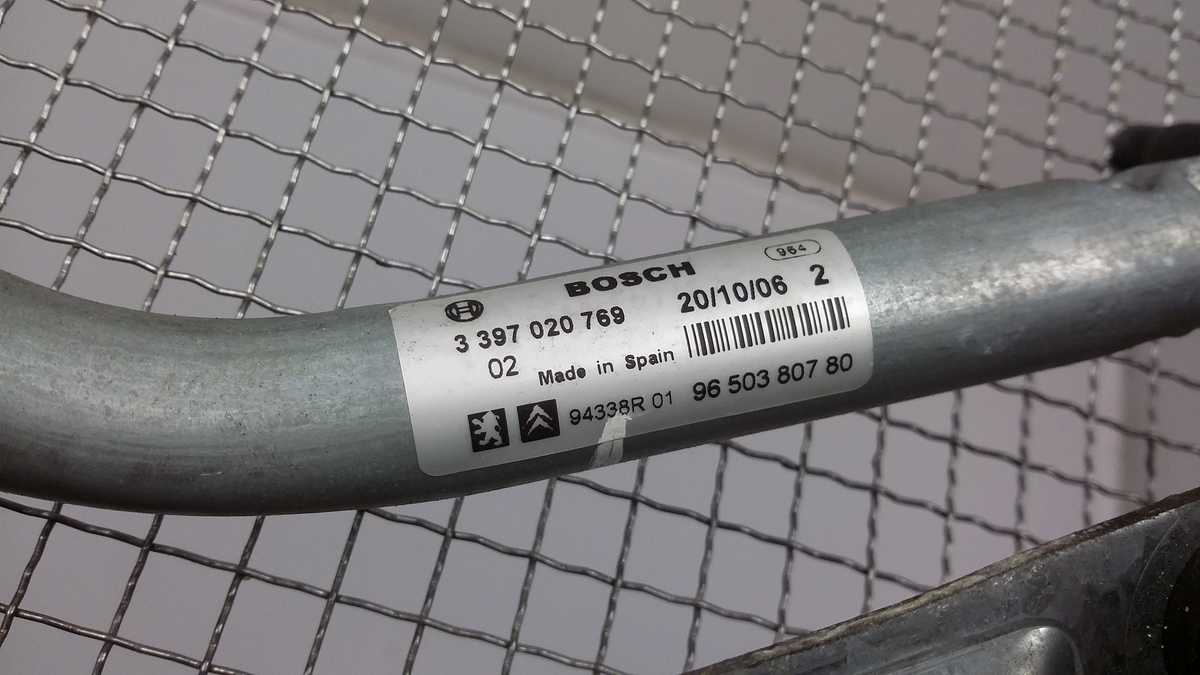 BOSCH 964
3 397 020 769 20/10/06 2
02 Made in Spain
94338R 01 96 503 807 80